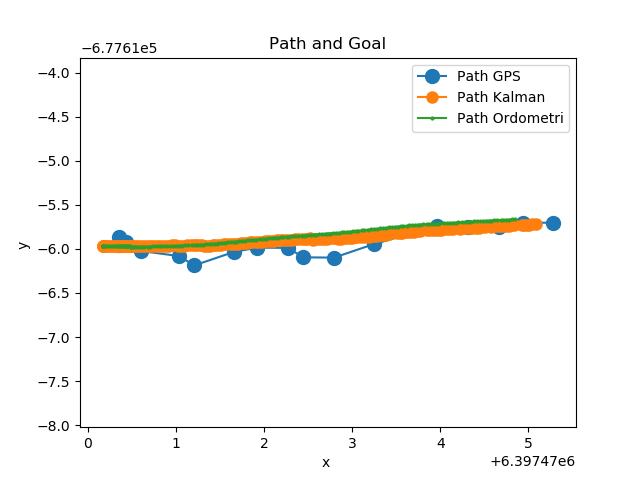 Path and Goal
−6.7761e5
−4.0
−4.5
−5.0
−5.5
−6.0
−6.5
−7.0
−7.5
−8.0
y
Path GPS
Path Kalman
Path Ordometri
0 1 2 3 4 5
x
+6.39747e6